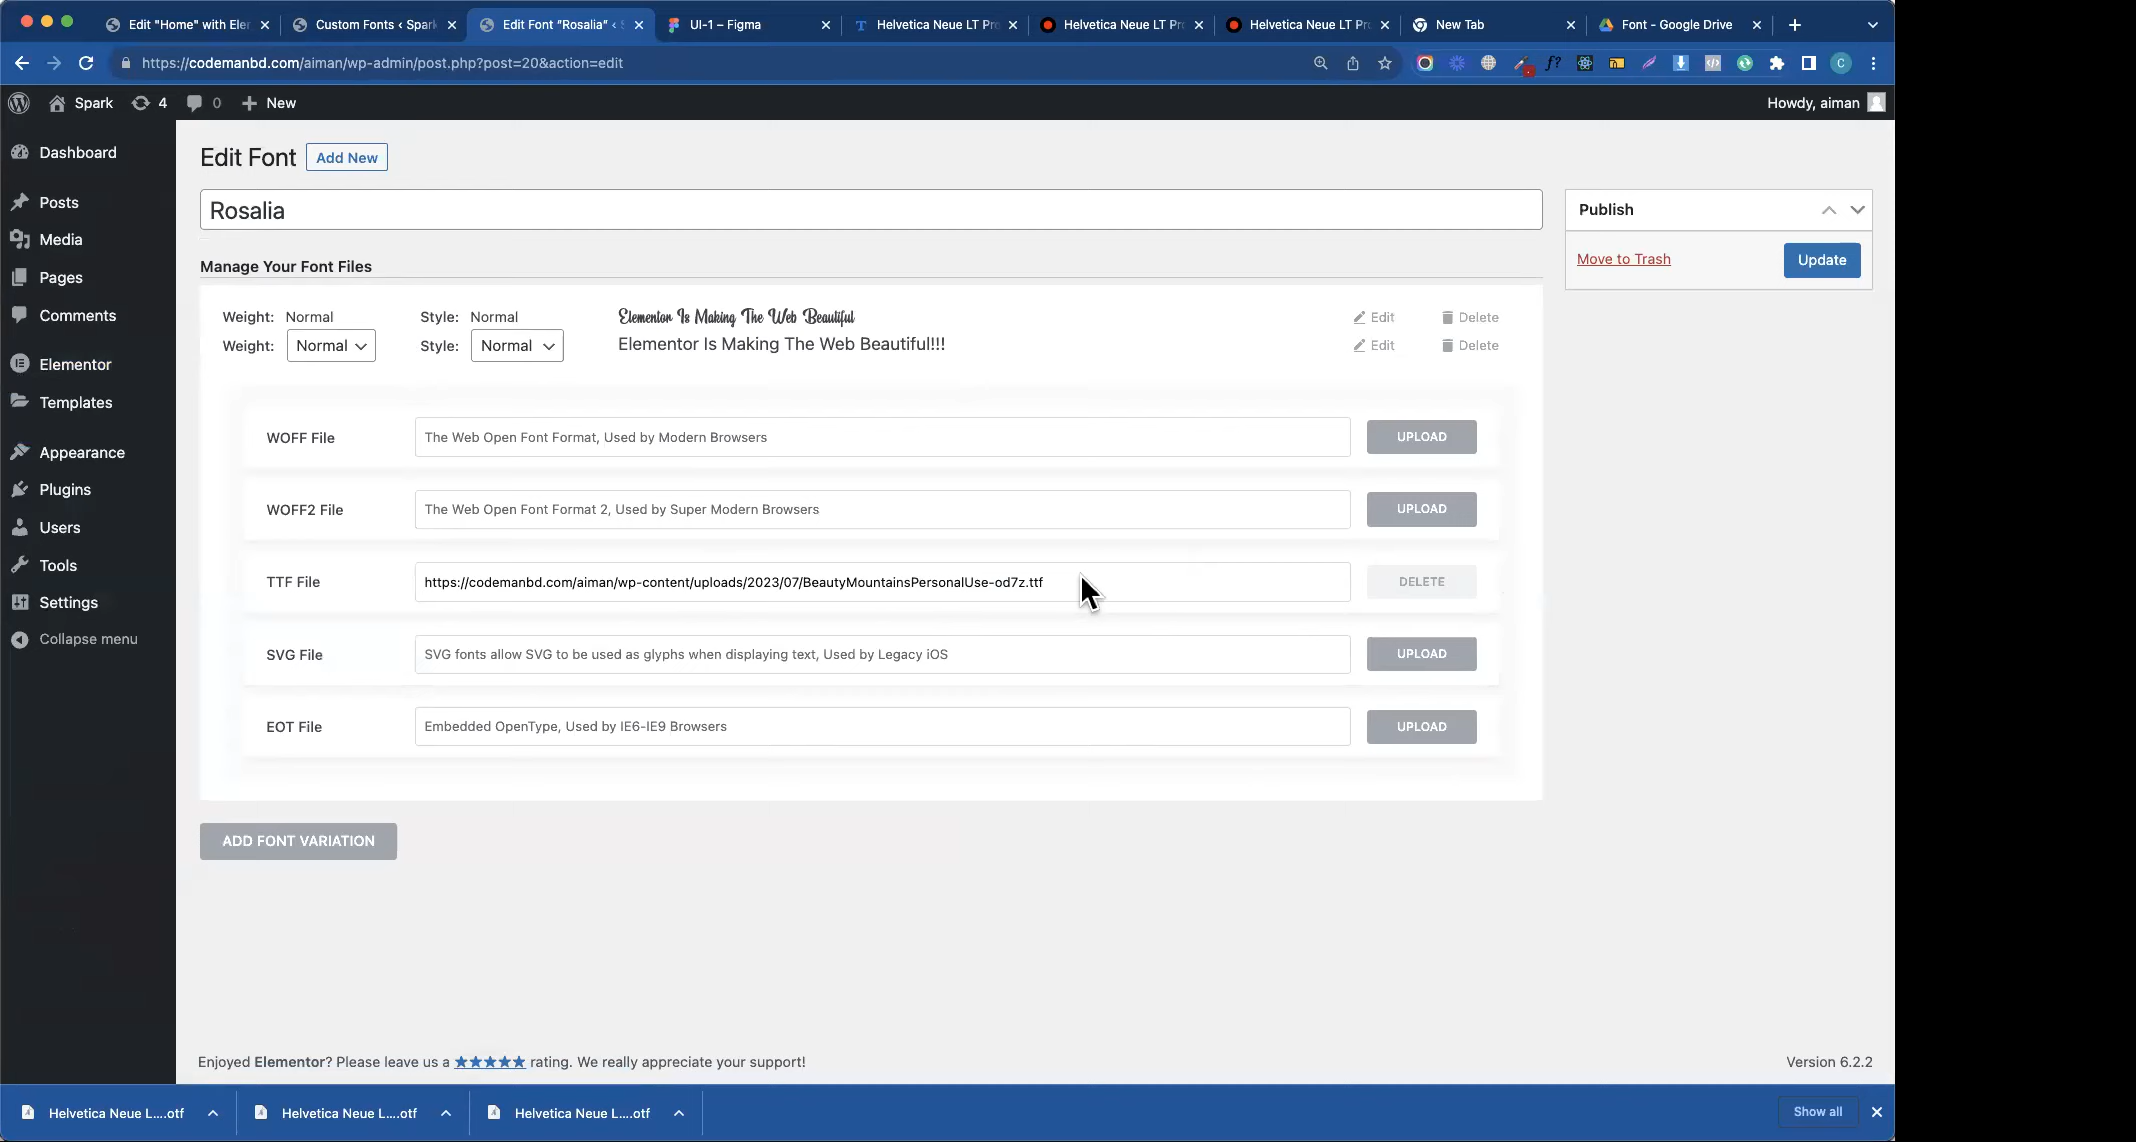 Edit "Home" with Ele
Custom Fonts ‹ Spark
Edit Font “Rosalia” ‹ S
UI-1 – Figma
Helvetica Neue LT Pro
Helvetica Neue LT Pro
Helvetica Neue LT Pro
New Tab
Font - Google Drive
https://codemanbd.com/aiman/wp-admin/post.php?post=20&action=edit
f?
C
Spark
4
0
New
Howdy, aiman
Dashboard
Posts
Media
Pages
Comments
Elementor
Templates
Appearance
Plugins
Users
Tools
Settings
Collapse menu
Edit Font
Add New
Rosalia
Publish
Move to Trash
Update
Manage Your Font Files
Weight: Normal Style: Normal Elementor Is Making The Web Beautiful Edit Delete
Weight: Normal Style: Normal Elementor Is Making The Web Beautiful!!! Edit Delete
WOFF File The Web Open Font Format, Used by Modern Browsers UPLOAD
WOFF2 File The Web Open Font Format 2, Used by Super Modern Browsers UPLOAD
TTF File https://codemanbd.com/aiman/wp-content/uploads/2023/07/BeautyMountainsPersonalUse-od7z.ttf DELETE
SVG File SVG fonts allow SVG to be used as glyphs when displaying text, Used by Legacy iOS UPLOAD
EOT File Embedded OpenType, Used by IE6-IE9 Browsers UPLOAD
ADD FONT VARIATION
Enjoyed Elementor? Please leave us a ★★★★★ rating. We really appreciate your support!
Version 6.2.2
Helvetica Neue L....otf
Helvetica Neue L....otf
Helvetica Neue L....otf
Show all